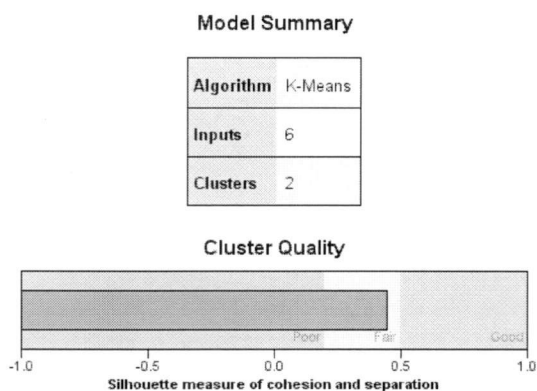 Model Summary
Algorithm K-Means
Inputs 6
Clusters 2
Cluster Quality
Poor Fair Good
-1.0 -0.5 0.0 0.5 1.0
Silhouette measure of cohesion and separation